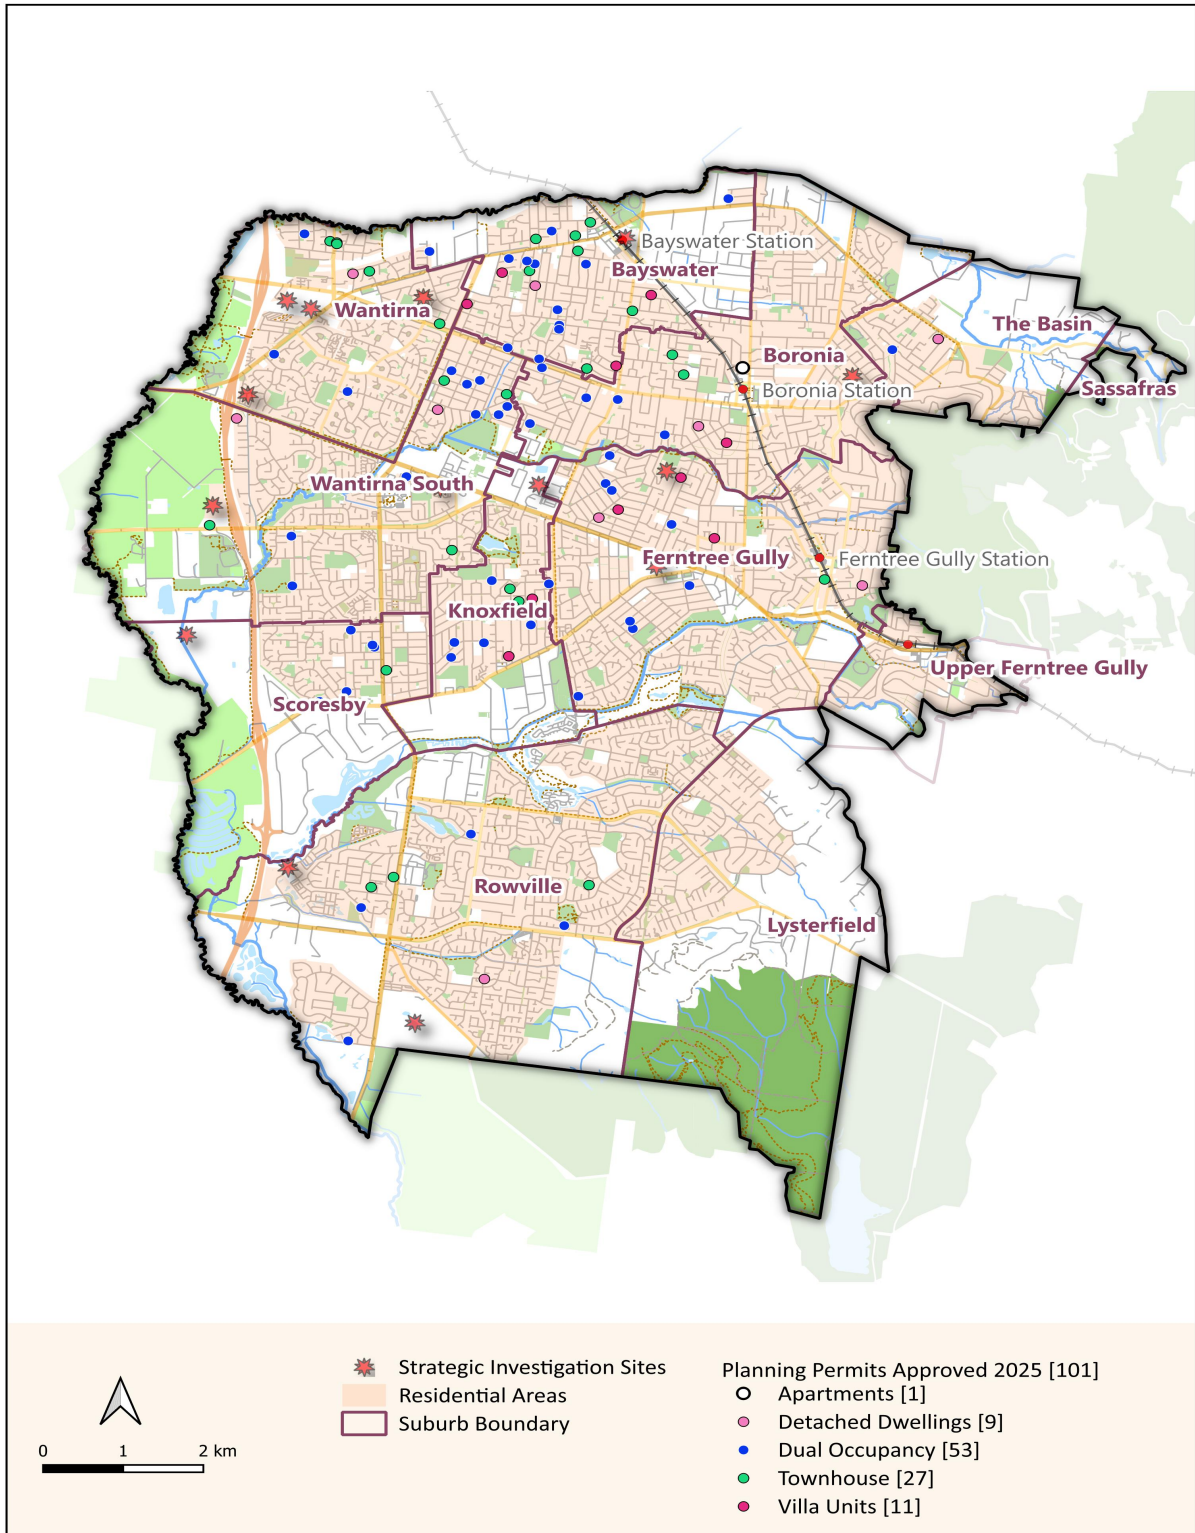 Bayswater Station
Bayswater
Wantirna
The Basin
Boronia
Sassafras
Boronia Station
Wantirna South
Ferntree Gully
Ferntree Gully Station
Knoxfield
Upper Ferntree Gully
Scoresby
Rowville
Lysterfield
Strategic Investigation Sites
Residential Areas
Suburb Boundary
0 1 2 km
Planning Permits Approved 2025 [101]
Apartments [1]
Detached Dwellings [9]
Dual Occupancy [53]
Townhouse [27]
Villa Units [11]